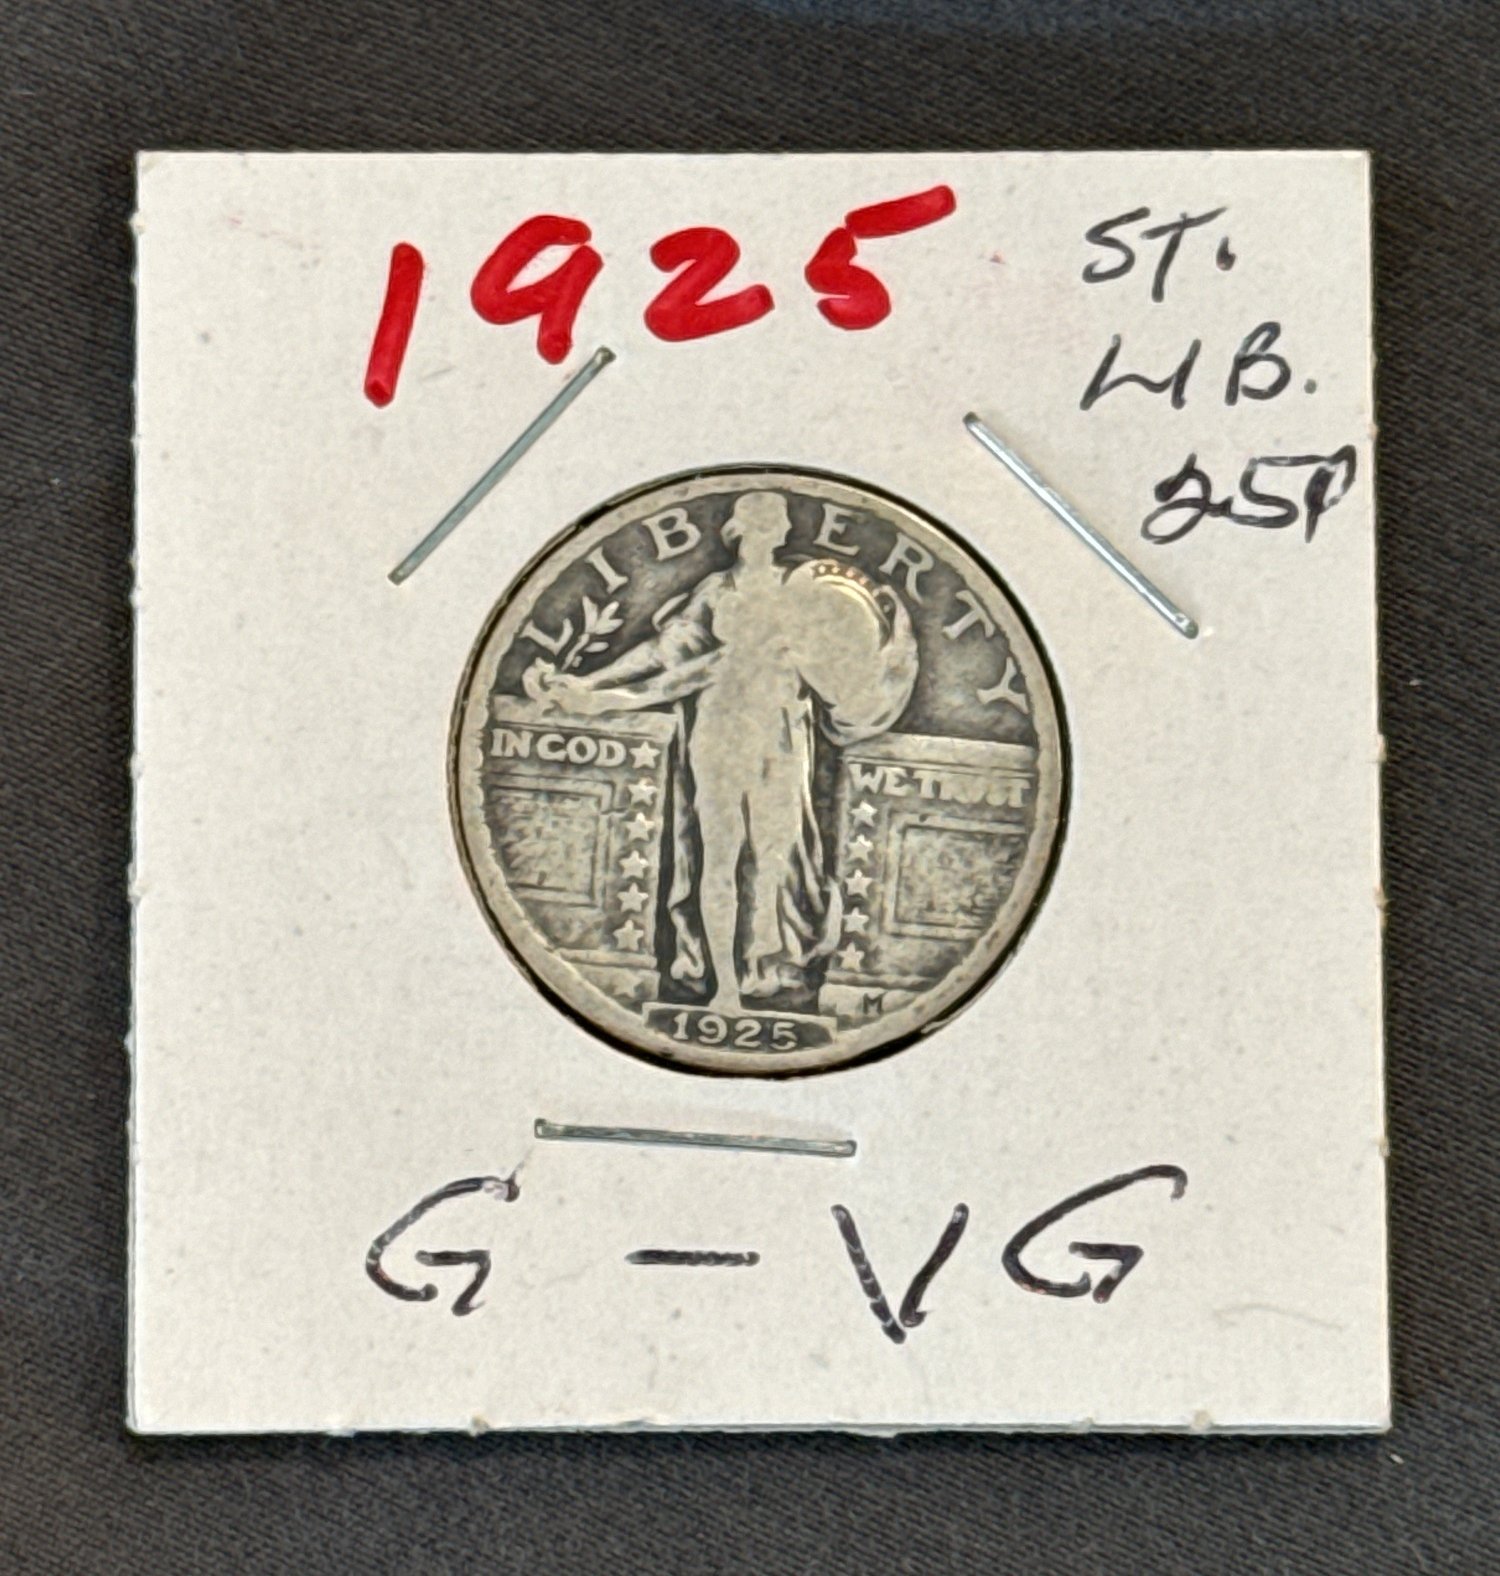 1925
ST.
LIB.
25¢
LIBERTY
IN GOD
WE TRUST
M
1925
G - VG